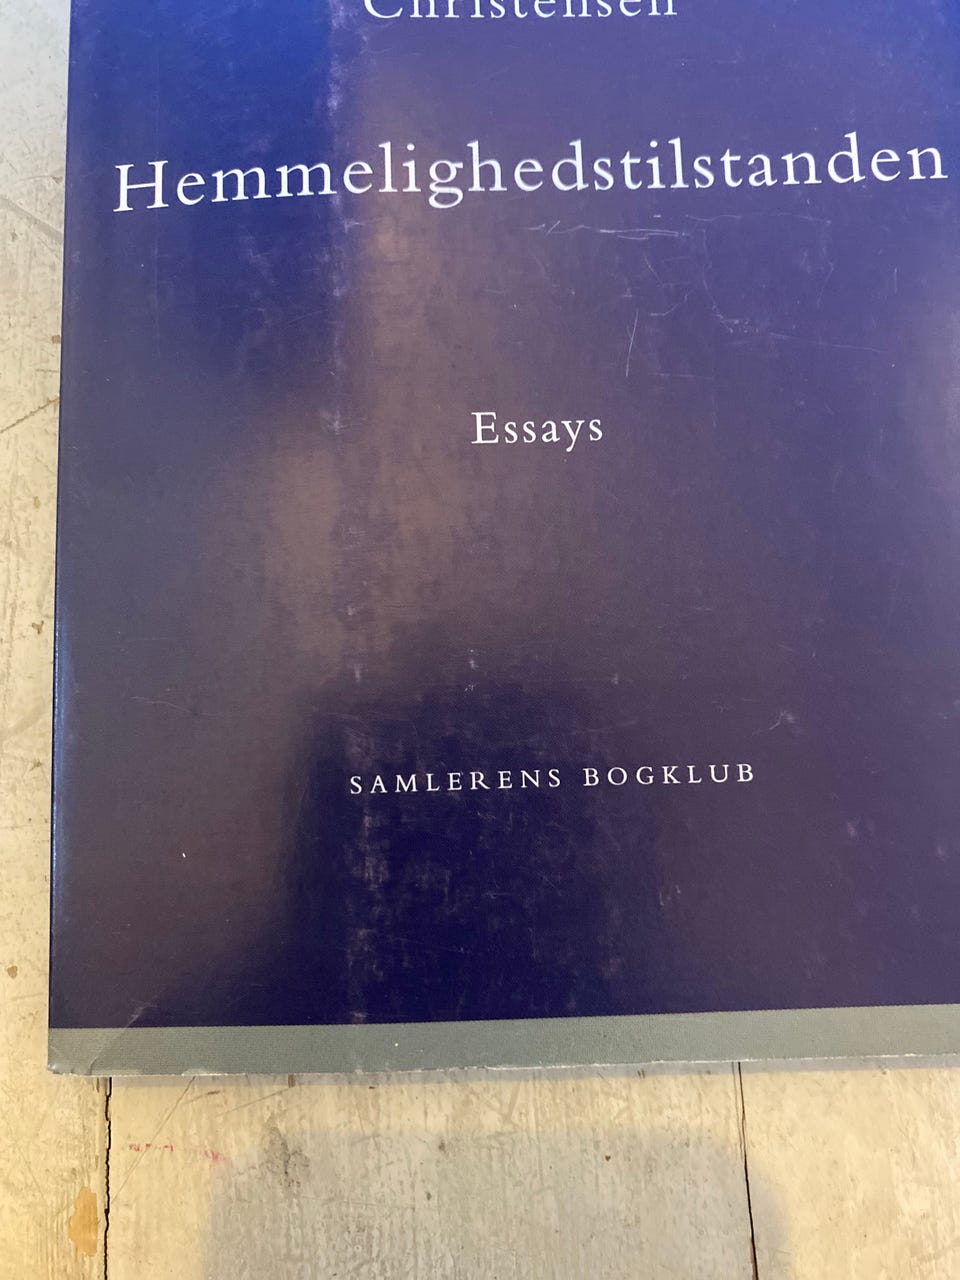 Christensen
Hemmelighedstilstanden
Essays
SAMLERENS BOGKLUB